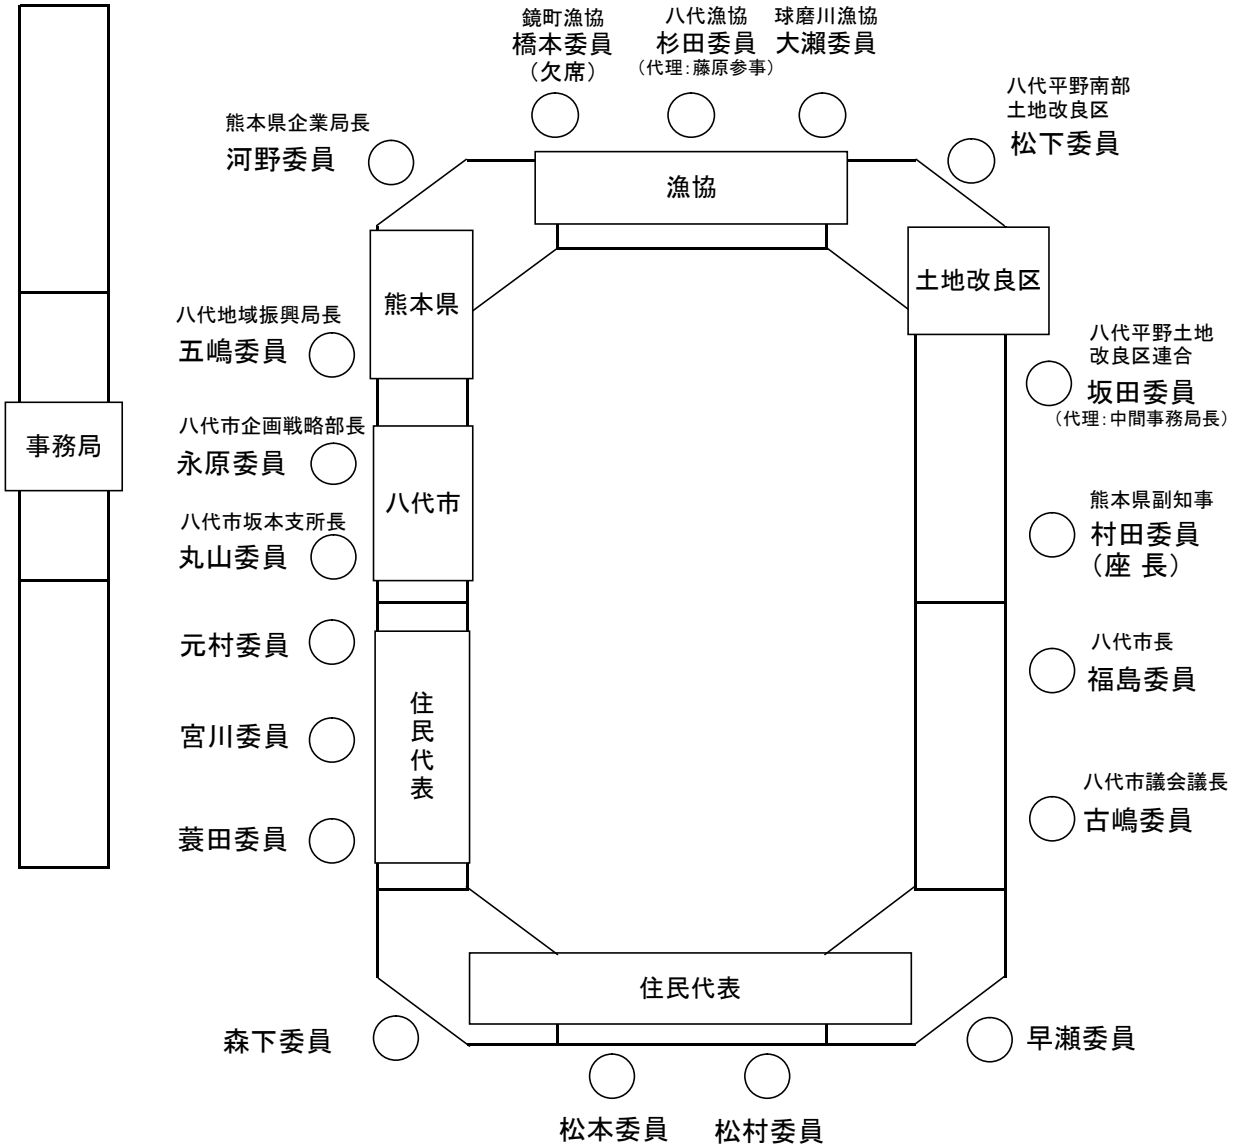 鏡町漁協
橋本委員
（欠席）
八代漁協
杉田委員
（代理：藤原参事）
球磨川漁協
大瀬委員
八代平野南部
土地改良区
松下委員
熊本県企業局長
河野委員
漁協
熊本県
土地改良区
八代地域振興局長
五嶋委員
八代平野土地
改良区連合
坂田委員
（代理：中間事務局長）
事務局
八代市企画戦略部長
永原委員
八代市
八代市坂本支所長
丸山委員
熊本県副知事
村田委員
（座 長）
元村委員
八代市長
福島委員
住民代表
宮川委員
蓑田委員
八代市議会議長
古嶋委員
住民代表
森下委員
早瀬委員
松本委員
松村委員